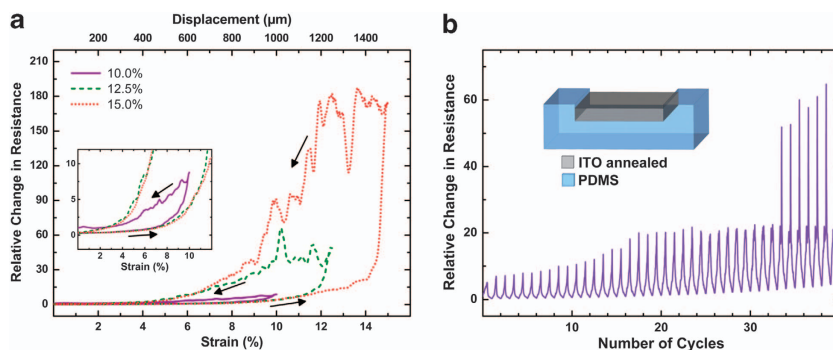 a
Displacement (μm)
200 400 600 800 1000 1200 1400
210
180
150
120
90
60
30
0
Relative Change in Resistance
10.0%
12.5%
15.0%
10
5
0
0 2 4 6 8 10
Strain (%)
2 4 6 8 10 12 14
Strain (%)
b
60
40
20
0
Relative Change in Resistance
ITO annealed
PDMS
10 20 30
Number of Cycles